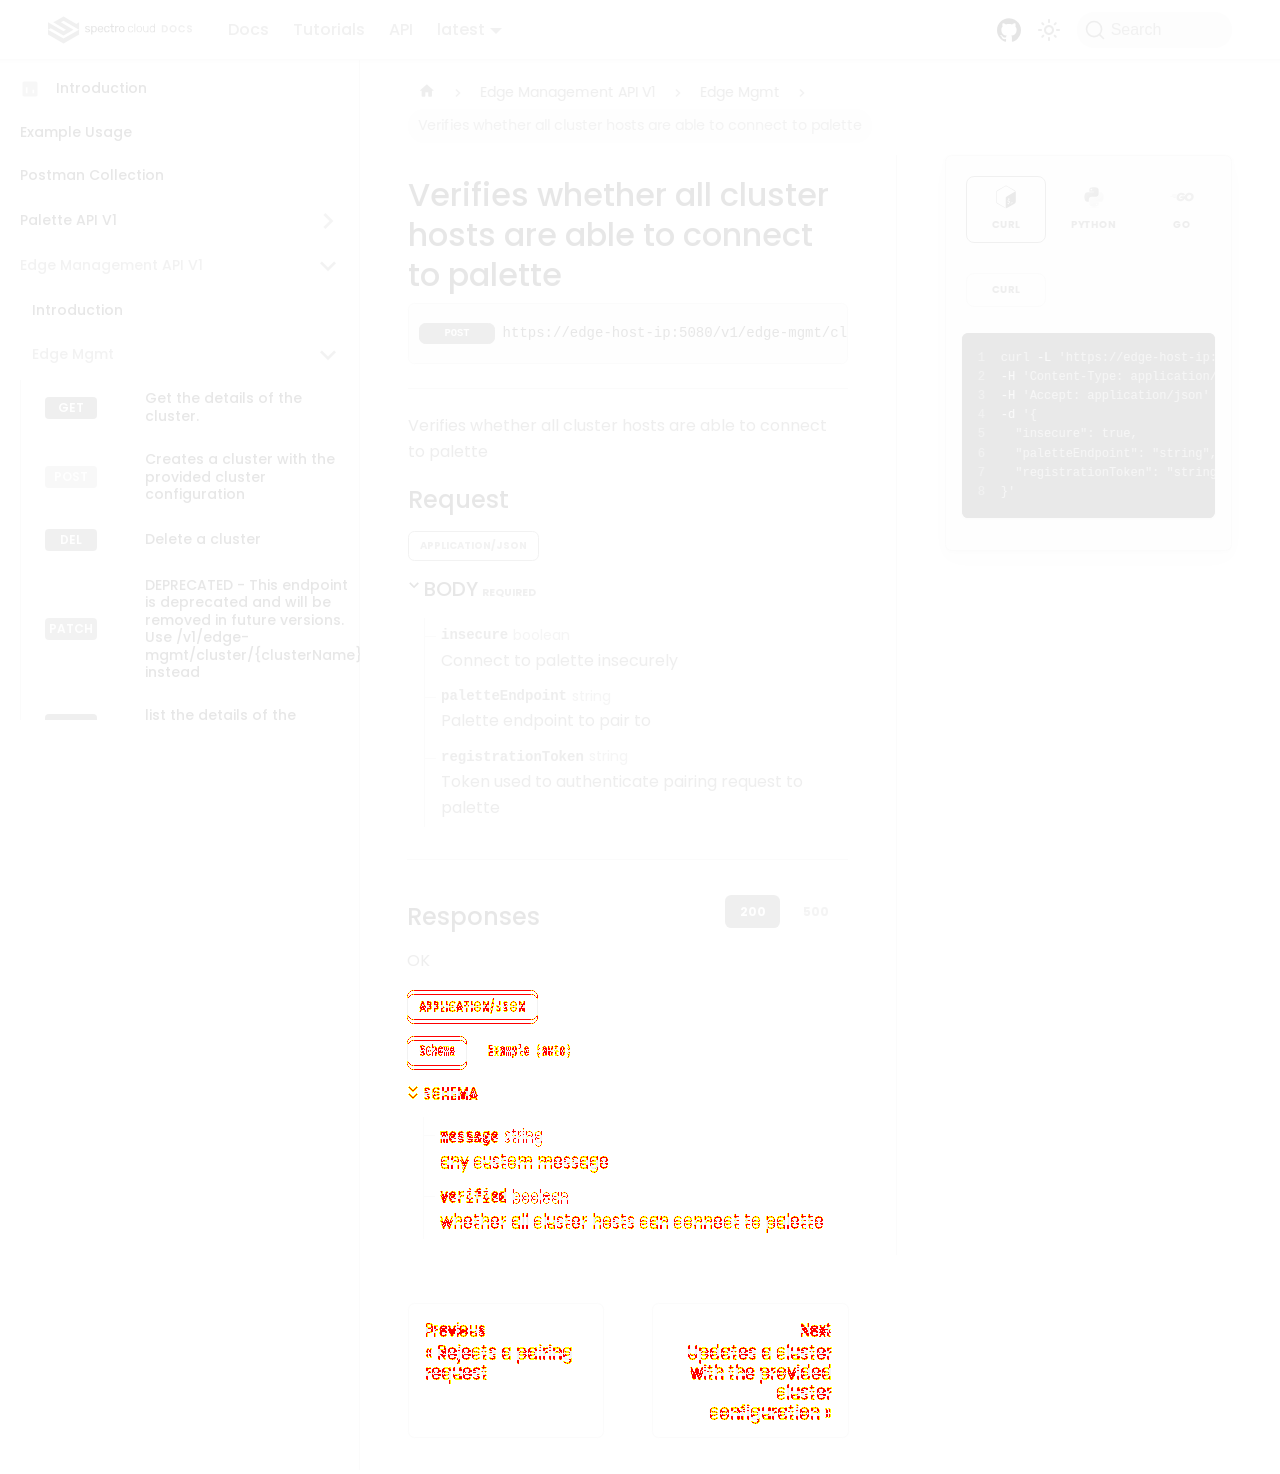 spectro cloud DOCS
Docs
Tutorials
API
latest
Search
Introduction
Example Usage
Postman Collection
Palette API V1
Edge Management API V1
Introduction
Edge Mgmt
GET
Get the details of the
cluster.
POST
Creates a cluster with the
provided cluster
configuration
DEL
Delete a cluster
PATCH
DEPRECATED - This endpoint
is deprecated and will be
removed in future versions.
Use /v1/edge-
mgmt/cluster/{clusterName}
instead
list the details of the
Edge Management API V1
Edge Mgmt
Verifies whether all cluster hosts are able to connect to palette
Verifies whether all cluster
hosts are able to connect
to palette
POST
https://edge-host-ip:5080/v1/edge-mgmt/cl
Verifies whether all cluster hosts are able to connect
to palette
Request
APPLICATION/JSON
BODY REQUIRED
insecure boolean
Connect to palette insecurely
paletteEndpoint string
Palette endpoint to pair to
registrationToken string
Token used to authenticate pairing request to
palette
Responses
200
500
OK
APPLICATION/JSON
Schema
Example (auto)
SCHEMA
message string
any custom message
verified boolean
Whether all cluster hosts can connect to palette
Previous
« Rejects a pairing
request
Next
Updates a cluster
with the provided
cluster
configuration »
CURL
PYTHON
GO
CURL
1 curl -L 'https://edge-host-ip:
2 -H 'Content-Type: application/
3 -H 'Accept: application/json'
4 -d '{
5 "insecure": true,
6 "paletteEndpoint": "string",
7 "registrationToken": "string
8 }'